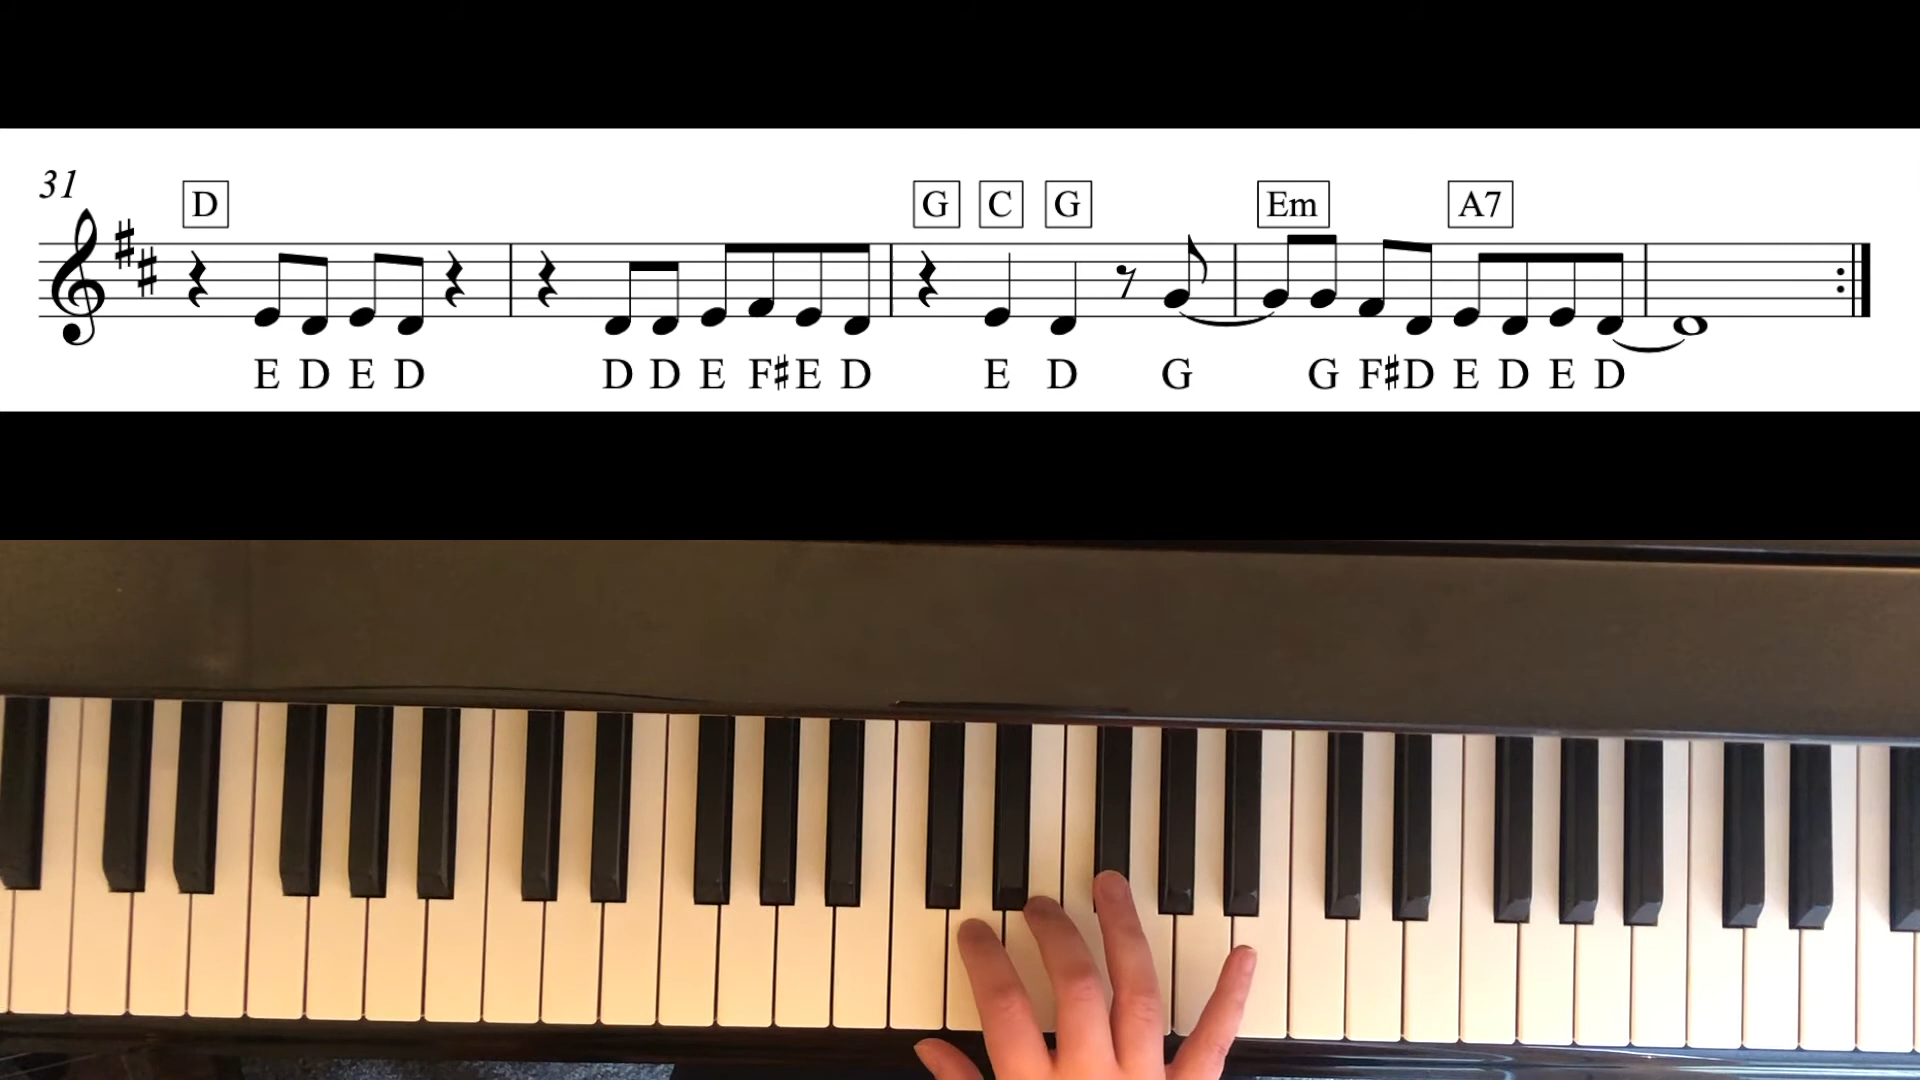 31
D G C G Em A7
E D E D D D E F♯ E D E D G G F♯ D E D E D